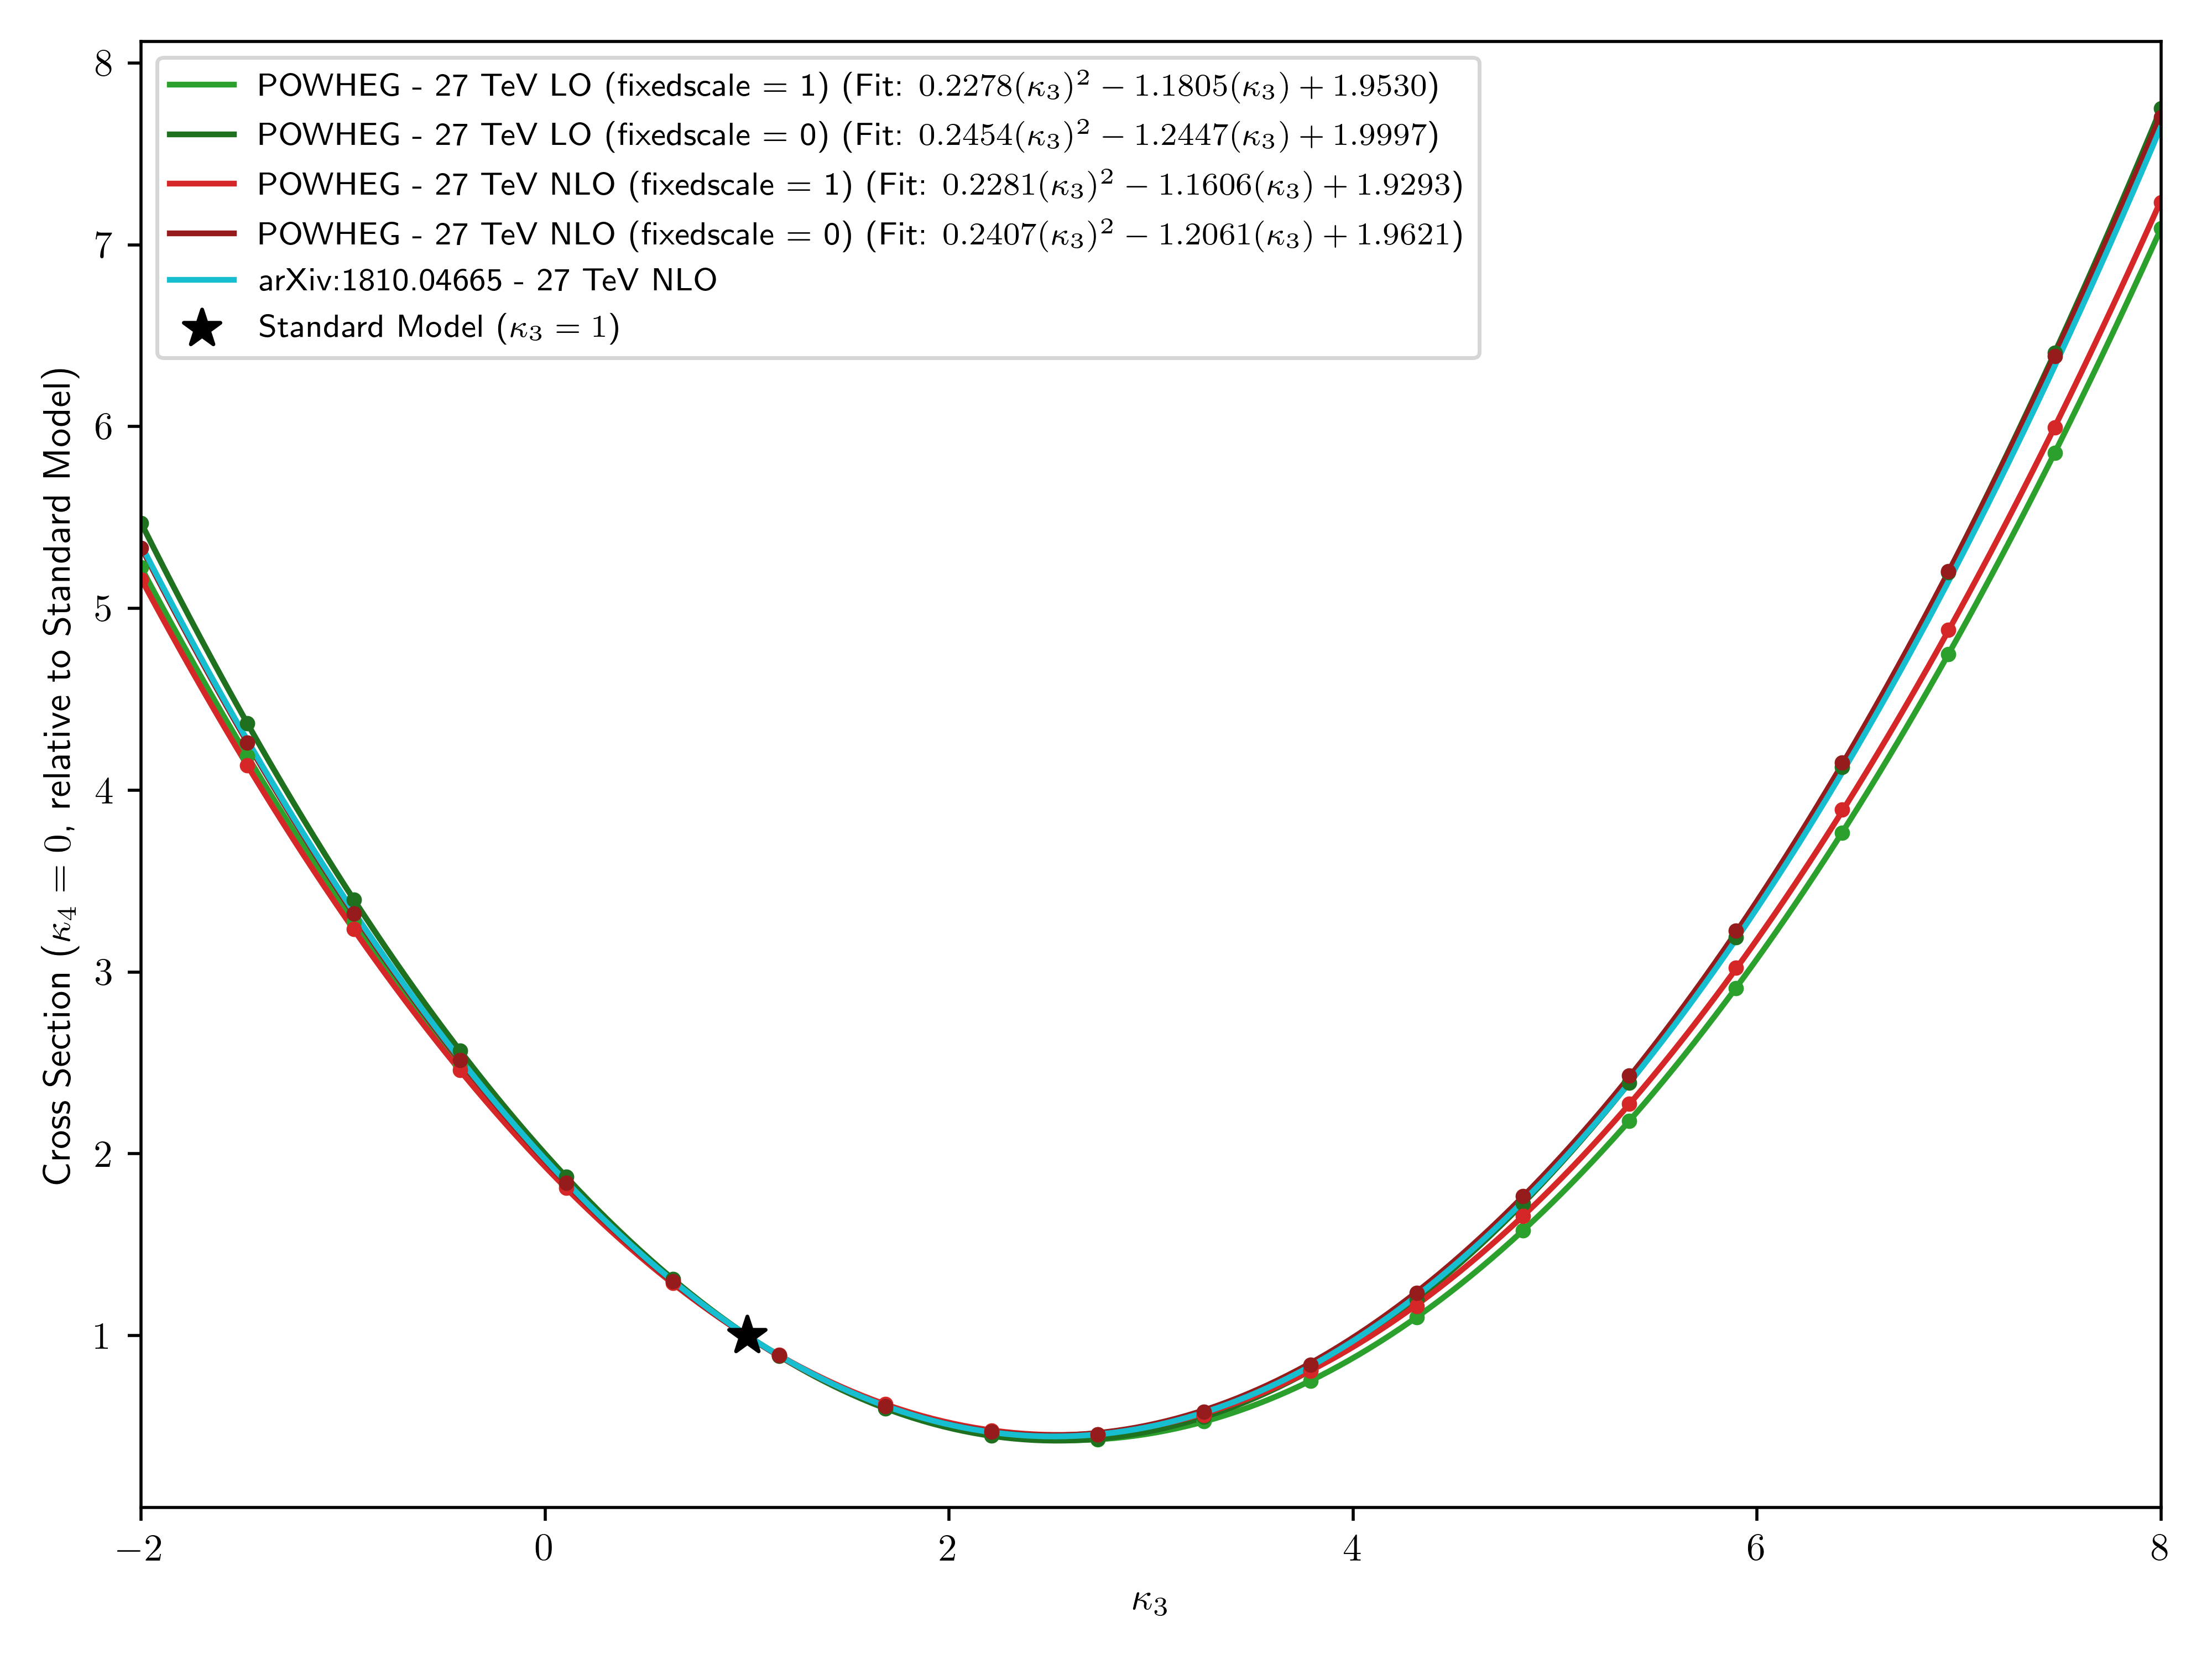 POWHEG - 27 TeV LO (fixedscale = 1) (Fit: 0.2278(κ₃)² − 1.1805(κ₃) + 1.9530)
POWHEG - 27 TeV LO (fixedscale = 0) (Fit: 0.2454(κ₃)² − 1.2447(κ₃) + 1.9997)
POWHEG - 27 TeV NLO (fixedscale = 1) (Fit: 0.2281(κ₃)² − 1.1606(κ₃) + 1.9293)
POWHEG - 27 TeV NLO (fixedscale = 0) (Fit: 0.2407(κ₃)² − 1.2061(κ₃) + 1.9621)
arXiv:1810.04665 - 27 TeV NLO
Standard Model (κ₃ = 1)
Cross Section (κ₄ = 0, relative to Standard Model)
8
7
6
5
4
3
2
1
−2
0
2
4
6
8
κ₃